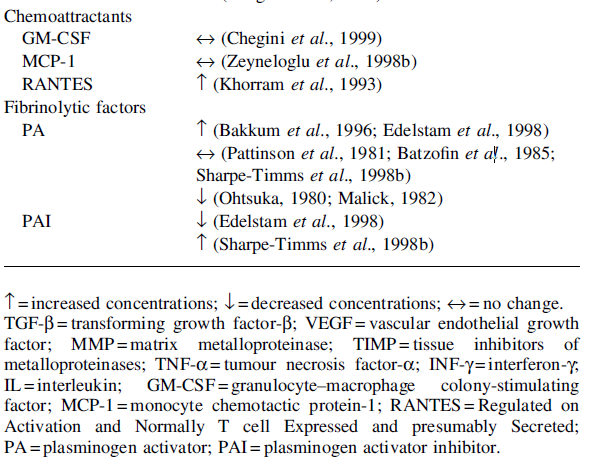 Chemoattractants
GM-CSF ↔ (Chegini et al., 1999)
MCP-1 ↔ (Zeyneloglu et al., 1998b)
RANTES ↑ (Khorram et al., 1993)
Fibrinolytic factors
PA ↑ (Bakkum et al., 1996; Edelstam et al., 1998)
↔ (Pattinson et al., 1981; Batzofin et al., 1985;
Sharpe-Timms et al., 1998b)
↓ (Ohtsuka, 1980; Malick, 1982)
PAI ↓ (Edelstam et al., 1998)
↑ (Sharpe-Timms et al., 1998b)
↑=increased concentrations; ↓=decreased concentrations; ↔=no change.
TGF-β=transforming growth factor-β; VEGF=vascular endothelial growth
factor; MMP=matrix metalloproteinase; TIMP=tissue inhibitors of
metalloproteinases; TNF-α=tumour necrosis factor-α; INF-γ=interferon-γ;
IL=interleukin; GM-CSF=granulocyte–macrophage colony-stimulating
factor; MCP-1=monocyte chemotactic protein-1; RANTES=Regulated on
Activation and Normally T cell Expressed and presumably Secreted;
PA=plasminogen activator; PAI=plasminogen activator inhibitor.